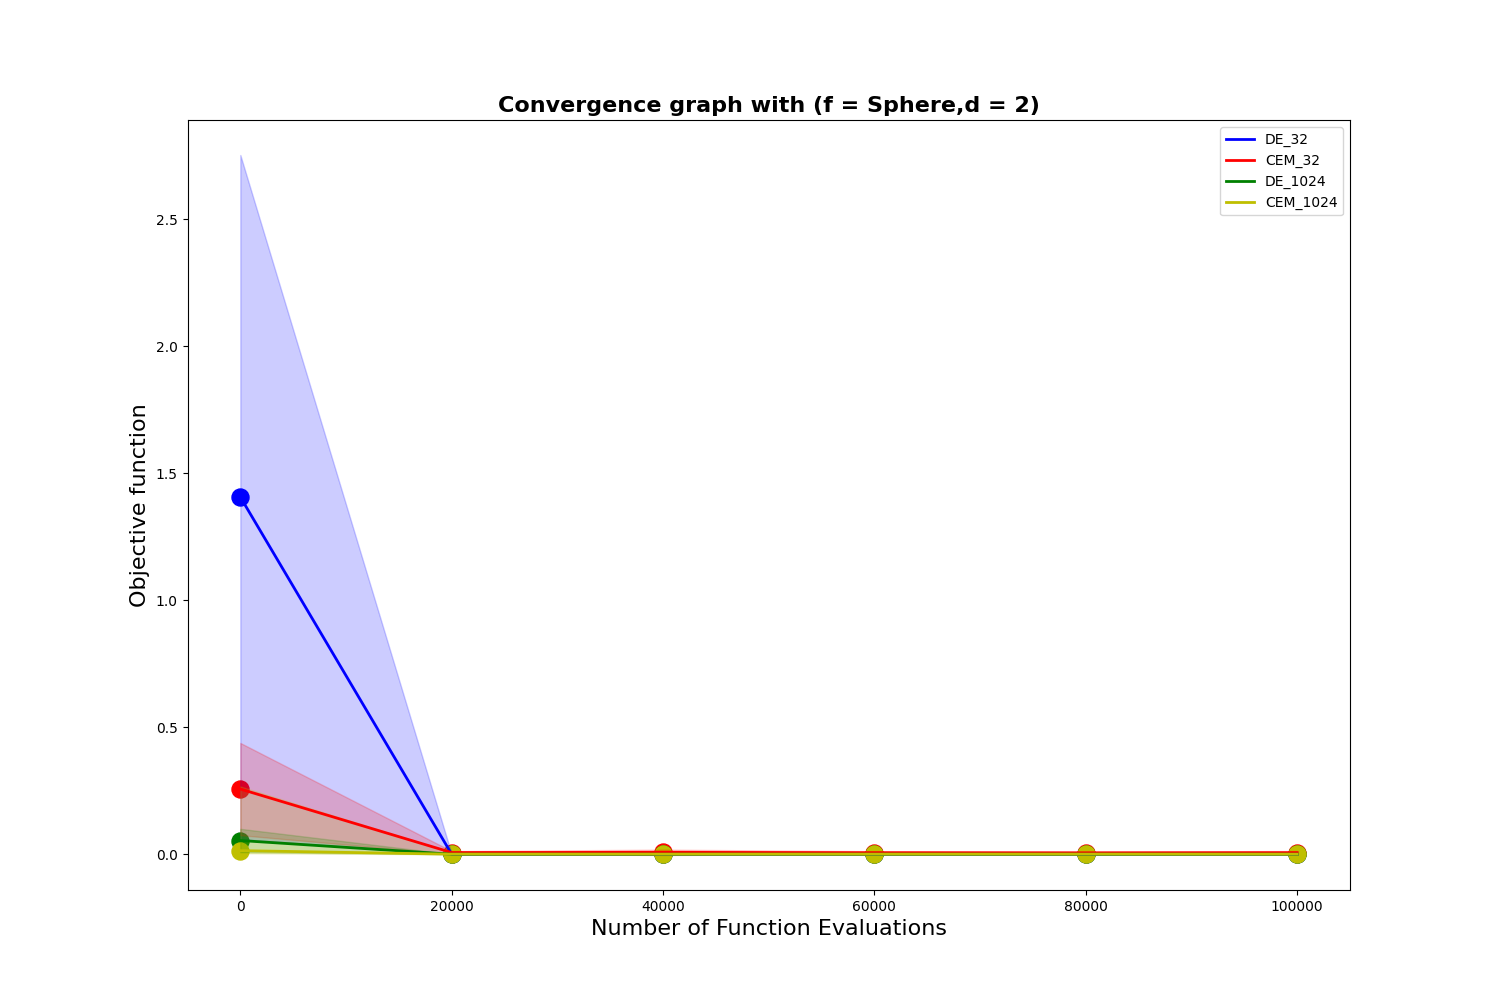 Convergence graph with (f = Sphere,d = 2)
DE_32
CEM_32
DE_1024
CEM_1024
Objective function
2.5
2.0
1.5
1.0
0.5
0.0
0 20000 40000 60000 80000 100000
Number of Function Evaluations